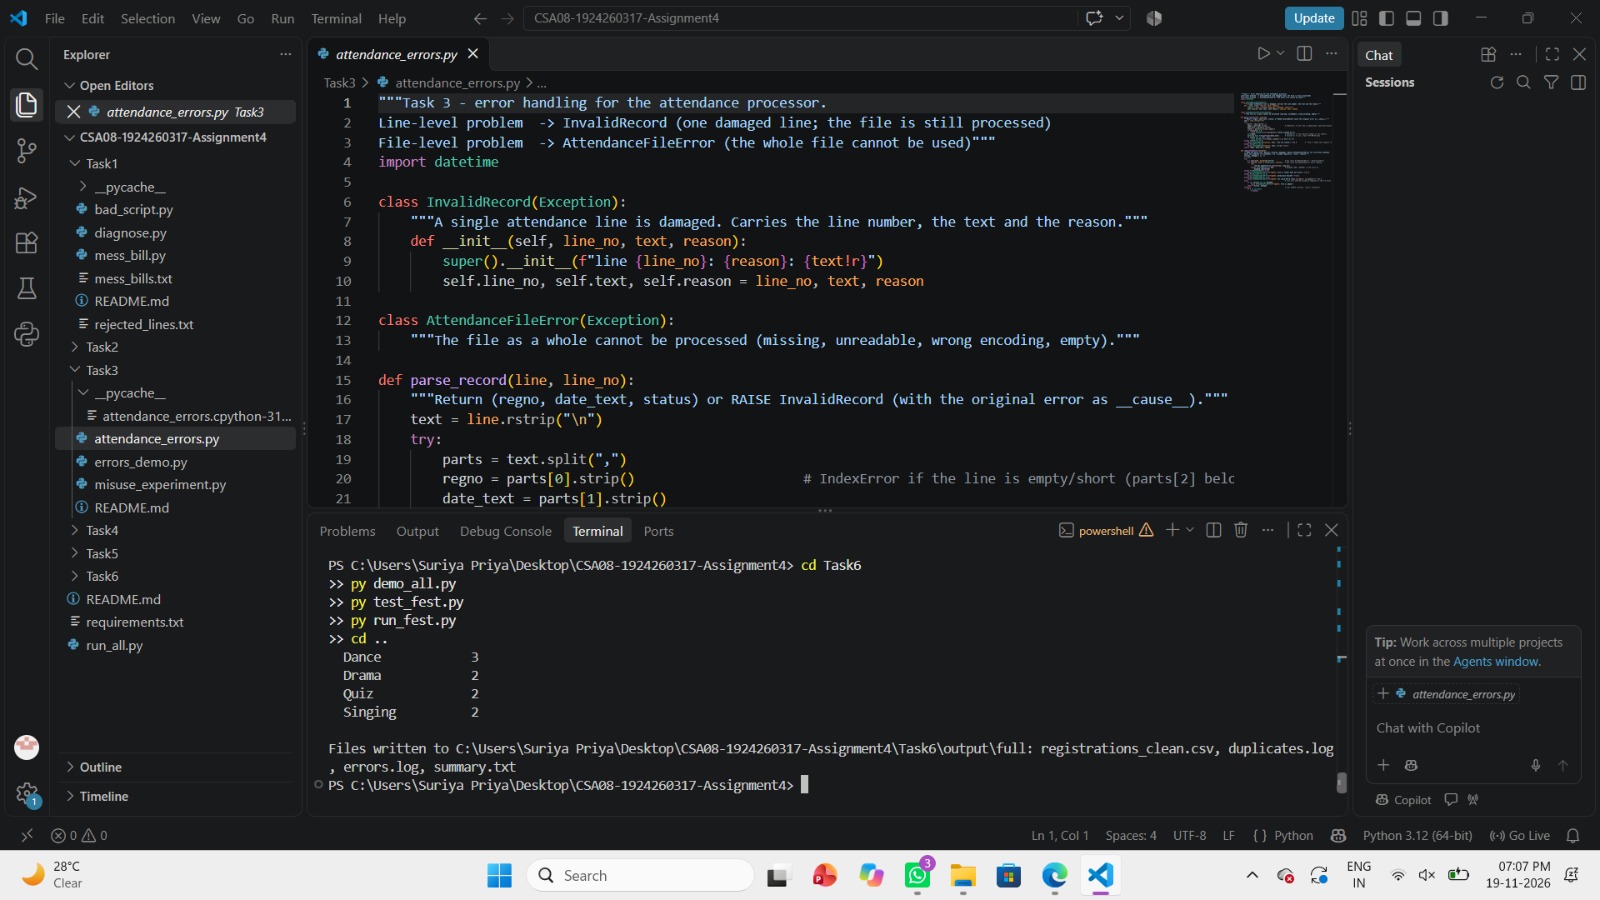 File Edit Selection View Go Run Terminal Help
CSA08-1924260317-Assignment4
Update
Explorer
Open Editors
attendance_errors.py Task3
CSA08-1924260317-Assignment4
Task1
__pycache__
bad_script.py
diagnose.py
mess_bill.py
mess_bills.txt
README.md
rejected_lines.txt
Task2
Task3
__pycache__
attendance_errors.cpython-31...
attendance_errors.py
errors_demo.py
misuse_experiment.py
README.md
Task4
Task5
Task6
README.md
requirements.txt
run_all.py
Outline
Timeline
1
attendance_errors.py
Task3 > attendance_errors.py > ...
1 """Task 3 - error handling for the attendance processor.
2 Line-level problem -> InvalidRecord (one damaged line; the file is still processed)
3 File-level problem -> AttendanceFileError (the whole file cannot be used)"""
4 import datetime
5
6 class InvalidRecord(Exception):
7 """A single attendance line is damaged. Carries the line number, the text and the reason."""
8 def __init__(self, line_no, text, reason):
9 super().__init__(f"line {line_no}: {reason}: {text!r}")
10 self.line_no, self.text, self.reason = line_no, text, reason
11
12 class AttendanceFileError(Exception):
13 """The file as a whole cannot be processed (missing, unreadable, wrong encoding, empty)."""
14
15 def parse_record(line, line_no):
16 """Return (regno, date_text, status) or RAISE InvalidRecord (with the original error as __cause__)."""
17 text = line.rstrip("\n")
18 try:
19 parts = text.split(",")
20 regno = parts[0].strip() # IndexError if the line is empty/short (parts[2] belo
21 date_text = parts[1].strip()
Problems Output Debug Console Terminal Ports
powershell
PS C:\Users\Suriya Priya\Desktop\CSA08-1924260317-Assignment4> cd Task6
>> py demo_all.py
>> py test_fest.py
>> py run_fest.py
>> cd ..
Dance 3
Drama 2
Quiz 2
Singing 2
Files written to C:\Users\Suriya Priya\Desktop\CSA08-1924260317-Assignment4\Task6\output\full: registrations_clean.csv, duplicates.log
, errors.log, summary.txt
PS C:\Users\Suriya Priya\Desktop\CSA08-1924260317-Assignment4>
Chat
Sessions
Tip: Work across multiple projects
at once in the Agents window.
attendance_errors.py
Chat with Copilot
Copilot
0 0
Ln 1, Col 1 Spaces: 4 UTF-8 LF { } Python Python 3.12 (64-bit) Go Live
28°C
Clear
Search
3
ENG
IN
07:07 PM
19-11-2026